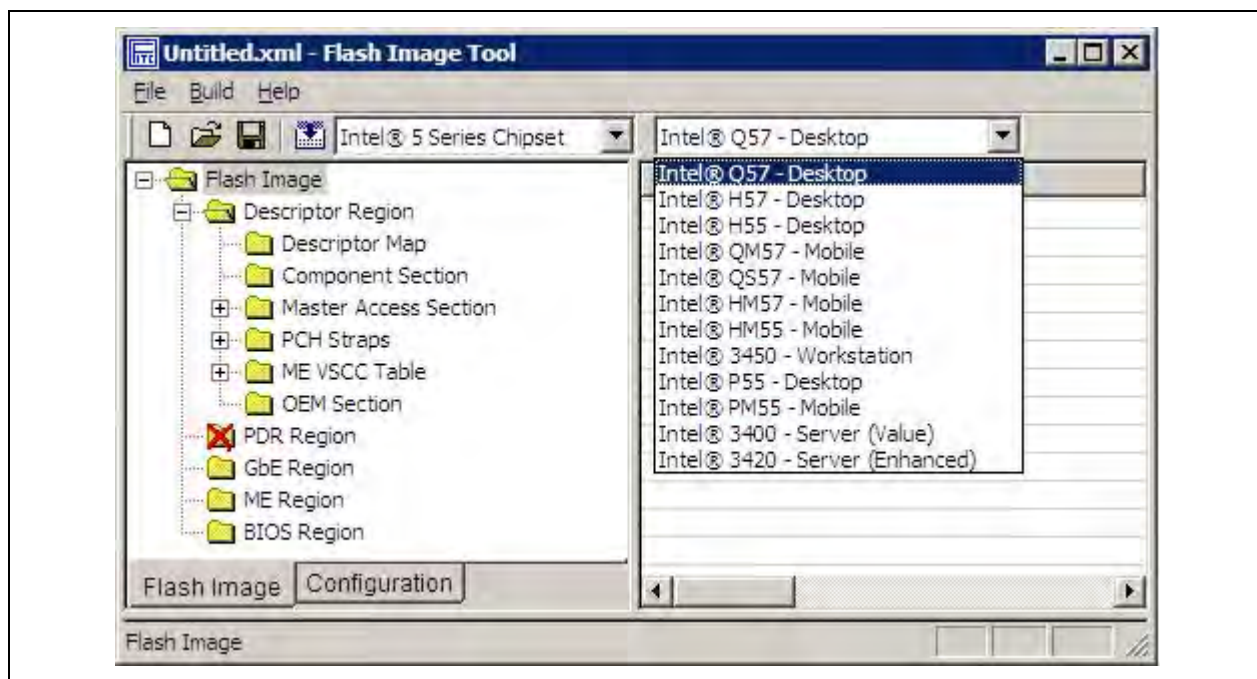 Untitled.xml - Flash Image Tool
File Build Help
Intel® 5 Series Chipset
Intel® Q57 - Desktop
Flash Image
Descriptor Region
Descriptor Map
Component Section
Master Access Section
PCH Straps
ME VSCC Table
OEM Section
PDR Region
GbE Region
ME Region
BIOS Region
Intel® Q57 - Desktop
Intel® H57 - Desktop
Intel® H55 - Desktop
Intel® QM57 - Mobile
Intel® QS57 - Mobile
Intel® HM57 - Mobile
Intel® HM55 - Mobile
Intel® 3450 - Workstation
Intel® P55 - Desktop
Intel® PM55 - Mobile
Intel® 3400 - Server (Value)
Intel® 3420 - Server (Enhanced)
Flash Image
Configuration
Flash Image